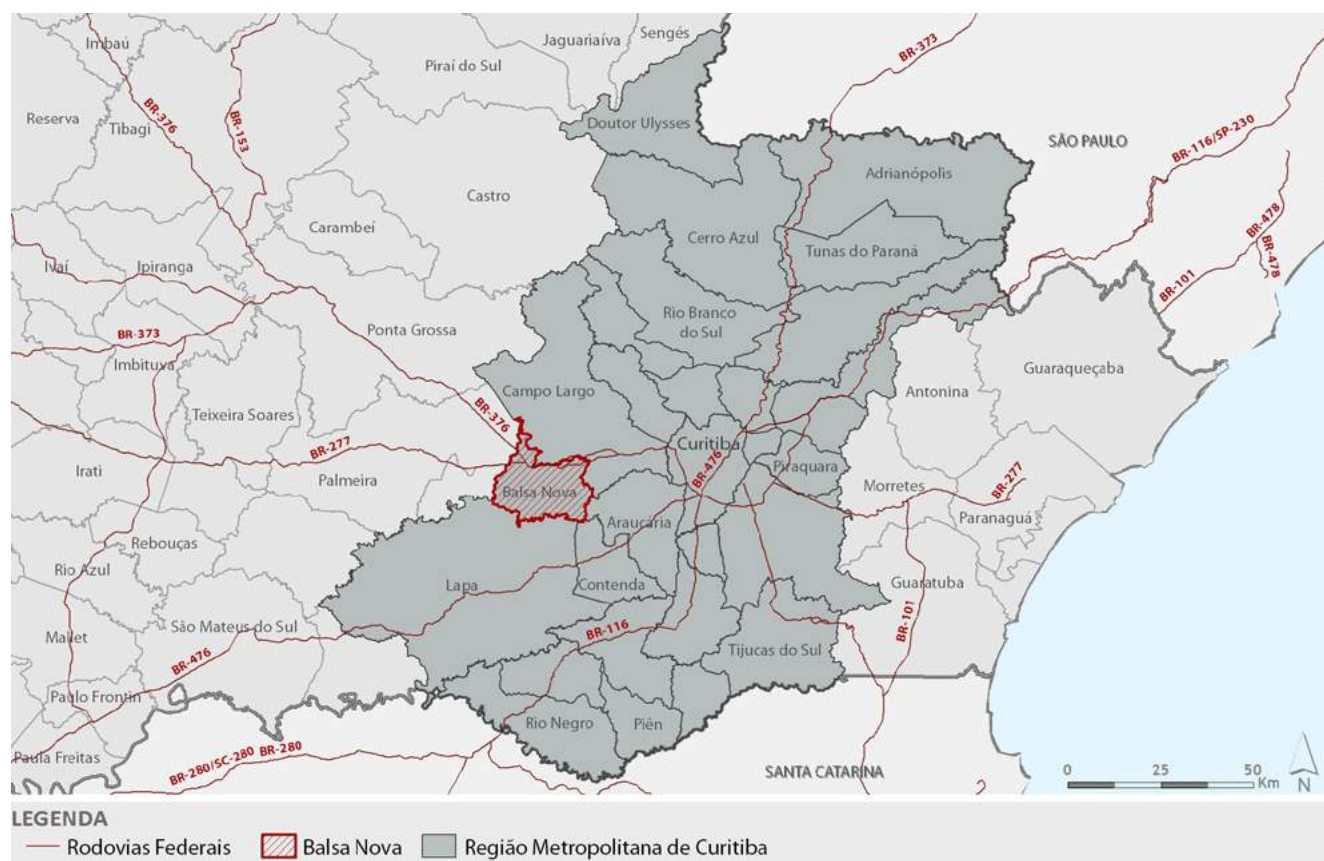 Imbaú
Jaguariaíva
Sengés
Piraí do Sul
BR-373
BR-376
BR-153
Reserva
Tibagi
Doutor Ulysses
SÃO PAULO
BR-116/SP-230
Adrianópolis
Castro
Carambeí
Cerro Azul
Tunas do Paraná
BR-478
BR-478
BR-101
Ivaí
Ipiranga
Rio Branco
do Sul
BR-373
Ponta Grossa
Imbituva
Guaraqueçaba
Antonina
Campo Largo
BR-376
Teixeira Soares
BR-277
Curitiba
BR-476
Piraquara
Irati
Palmeira
Balsa Nova
Morretes
BR-277
Paranaguá
Araucária
Rebouças
Rio Azul
Lapa
Contenda
Guaratuba
BR-101
São Mateus do Sul
BR-116
Mallet
Tijucas do Sul
BR-476
Paulo Frontin
Rio Negro
Piên
Paula Freitas
BR-280/SC-280 BR-280
SANTA CATARINA
0 25 50
Km
N
LEGENDA
Rodovias Federais
Balsa Nova
Região Metropolitana de Curitiba